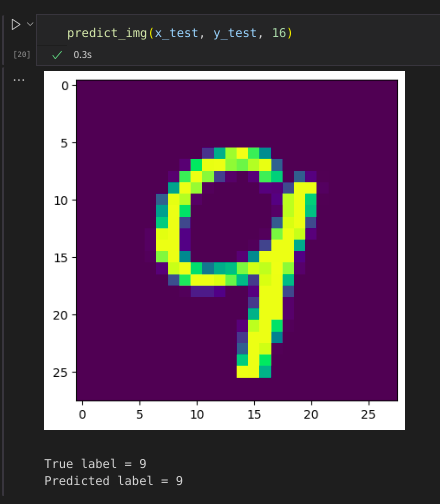 predict_img(x_test, y_test, 16)
[20]
0.3s
...
0
5
10
15
20
25
0 5 10 15 20 25
True label = 9
Predicted label = 9